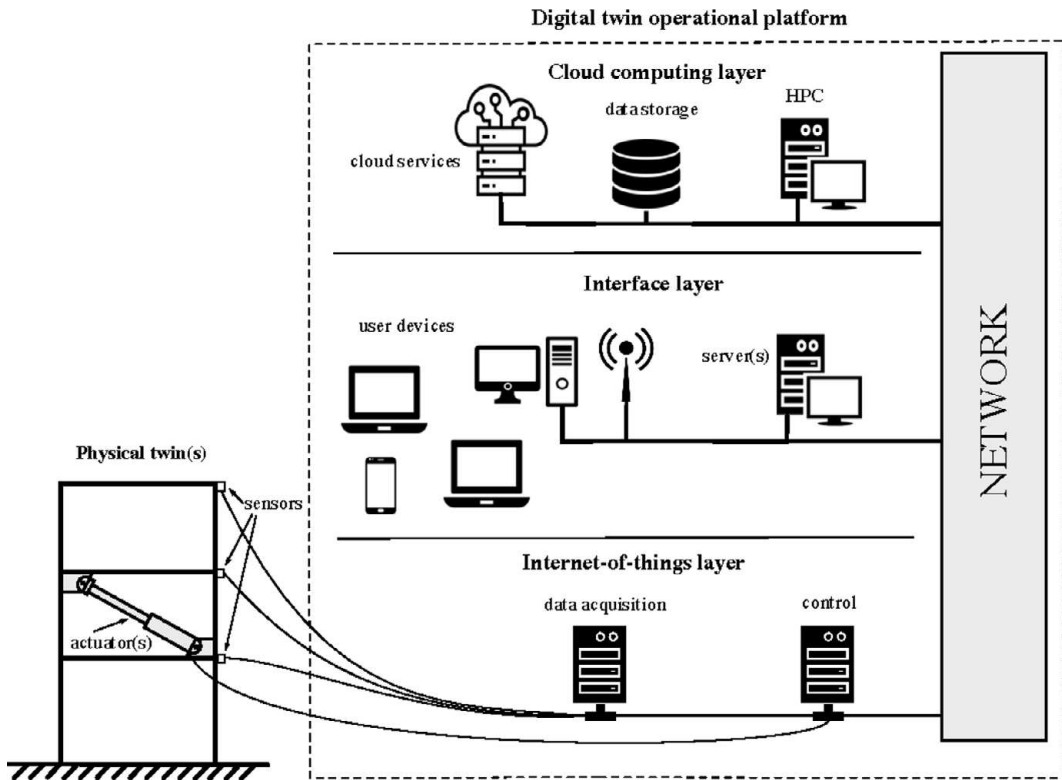 Digital twin operational platform
Cloud computing layer
HPC
data storage
cloud services
Interface layer
user devices
server(s)
NETWORK
Physical twin(s)
sensors
Internet-of-things layer
data acquisition
control
actuator(s)